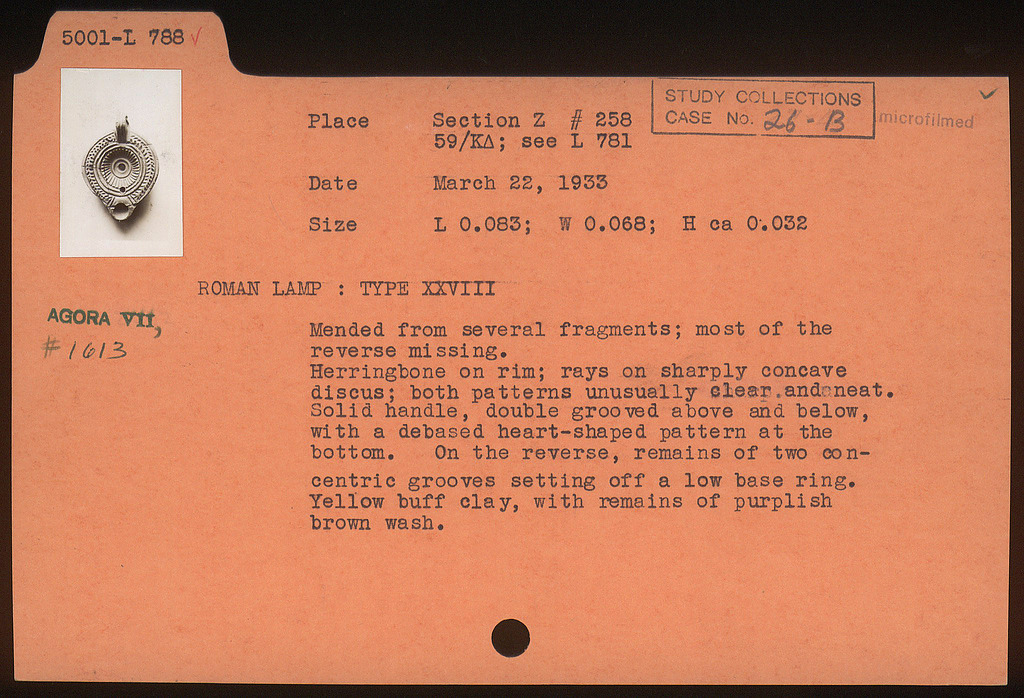 5001-L 788 ✓
Place Section Z # 258
59/ΚΔ; see L 781
STUDY COLLECTIONS
CASE No. 26-B
microfilmed
Date March 22, 1933
Size L 0.083; W 0.068; H ca 0.032
ROMAN LAMP : TYPE XXVIII
AGORA VII,
# 1613
Mended from several fragments; most of the
reverse missing.
Herringbone on rim; rays on sharply concave
discus; both patterns unusually clear and neat.
Solid handle, double grooved above and below,
with a debased heart-shaped pattern at the
bottom. On the reverse, remains of two con-
centric grooves setting off a low base ring.
Yellow buff clay, with remains of purplish
brown wash.